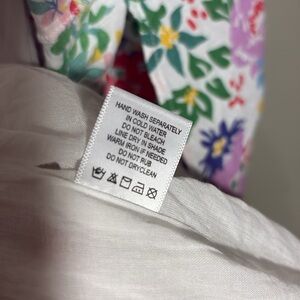 HAND WASH SEPARATELY
IN COLD WATER
DO NOT BLEACH
LINE DRY IN SHADE
WARM IRON IF NEEDED
DO NOT RUB
DO NOT DRYCLEAN